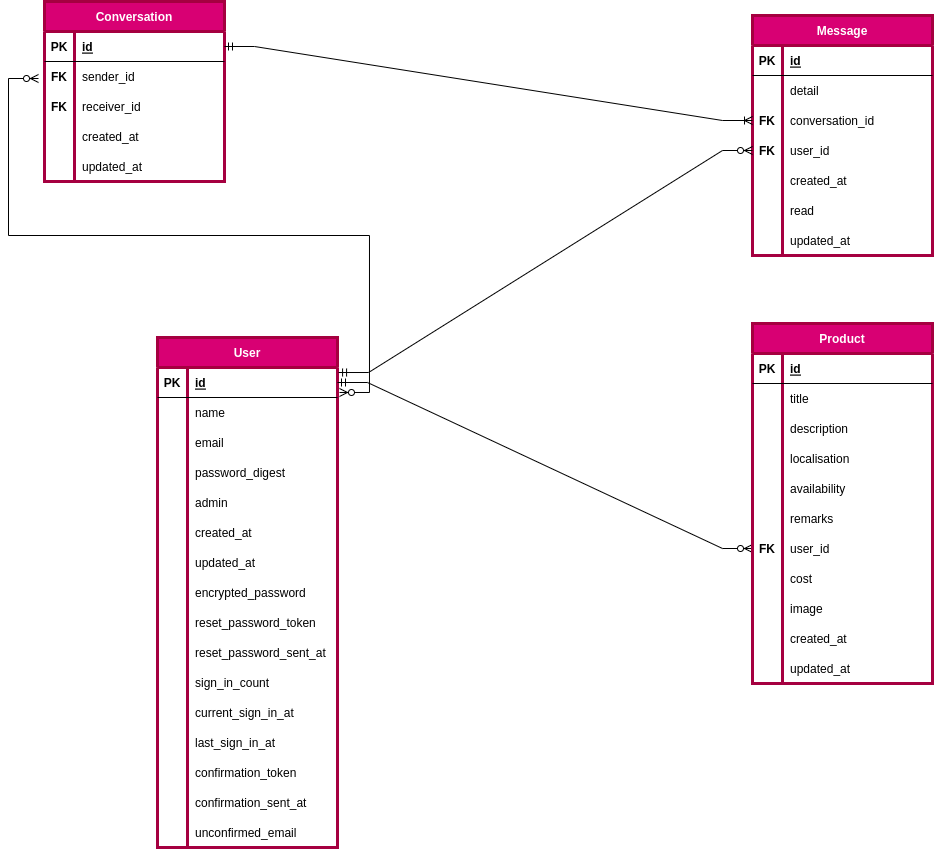 Conversation
PK id
FK sender_id
FK receiver_id
created_at
updated_at
Message
PK id
detail
FK conversation_id
FK user_id
created_at
read
updated_at
User
PK id
name
email
password_digest
admin
created_at
updated_at
encrypted_password
reset_password_token
reset_password_sent_at
sign_in_count
current_sign_in_at
last_sign_in_at
confirmation_token
confirmation_sent_at
unconfirmed_email
Product
PK id
title
description
localisation
availability
remarks
FK user_id
cost
image
created_at
updated_at